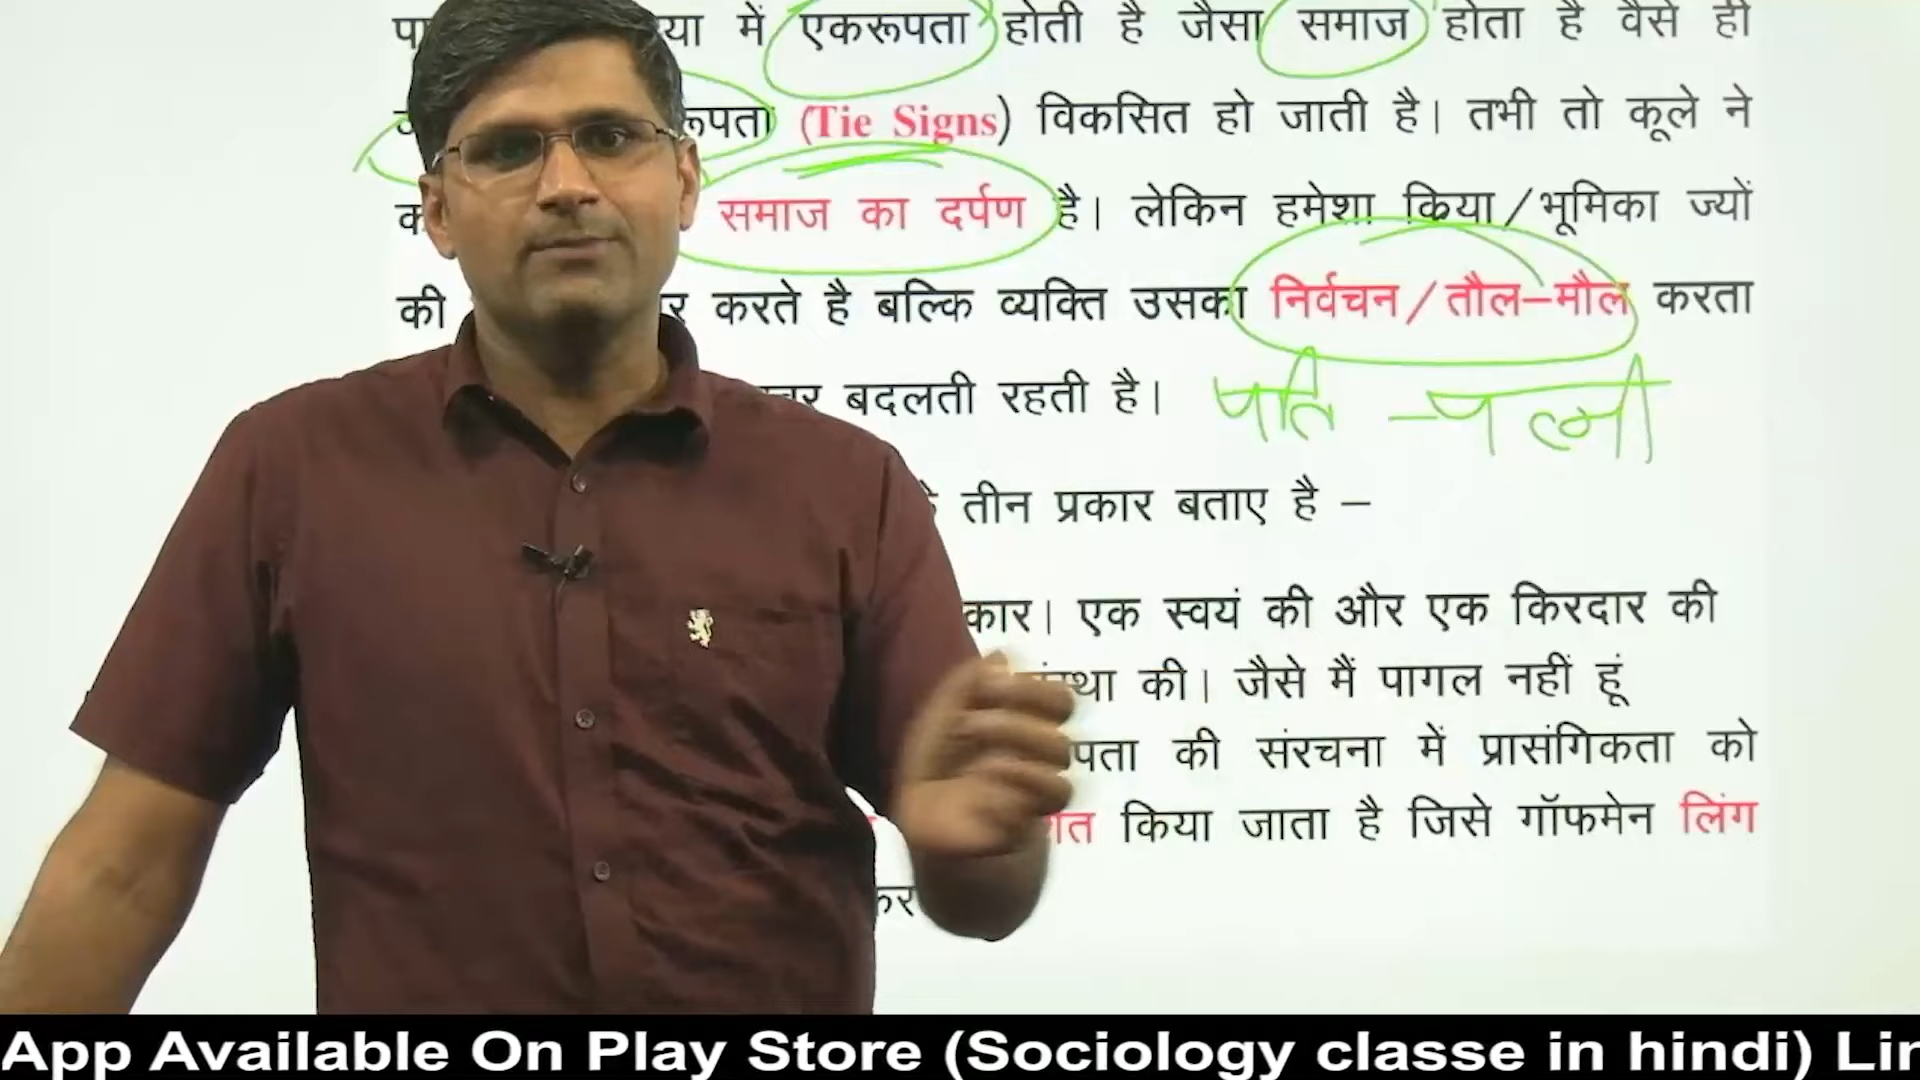 में एकरूपता होती है जैसा समाज होता है वैसे ही
(Tie Signs) विकसित हो जाती है। तभी तो कूले ने
समाज का दर्पण है। लेकिन हमेशा किया/भूमिका ज्यों
की करते है बल्कि व्यक्ति उसका निर्वचन/तौल–मौल करता
बदलती रहती है। पति - पत्नी
तीन प्रकार बताए है –
एक स्वयं की और एक किरदार की
की। जैसे मैं पागल नहीं हूं
की संरचना में प्रासंगिकता को
किया जाता है जिसे गॉफमेन लिंग
App Available On Play Store (Sociology classe in hindi)